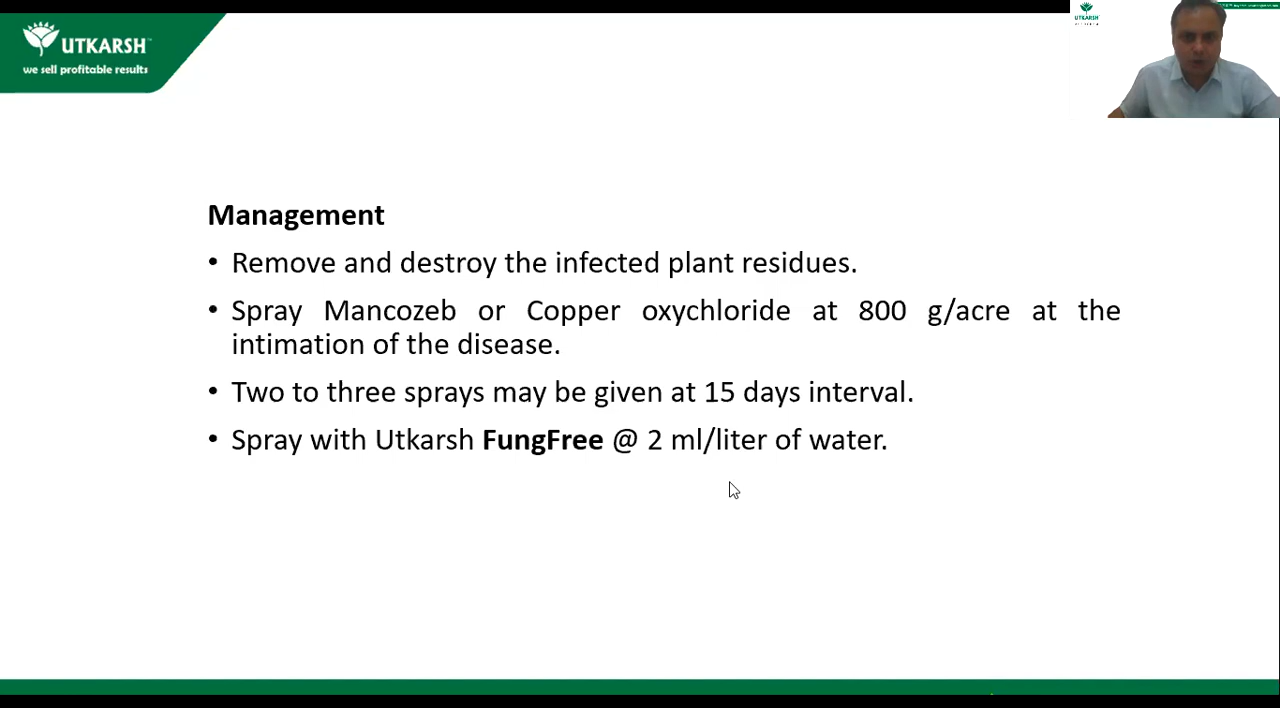 UTKARSH
we sell profitable results
UTKARSH
Management
• Remove and destroy the infected plant residues.
• Spray Mancozeb or Copper oxychloride at 800 g/acre at the
intimation of the disease.
• Two to three sprays may be given at 15 days interval.
• Spray with Utkarsh FungFree @ 2 ml/liter of water.